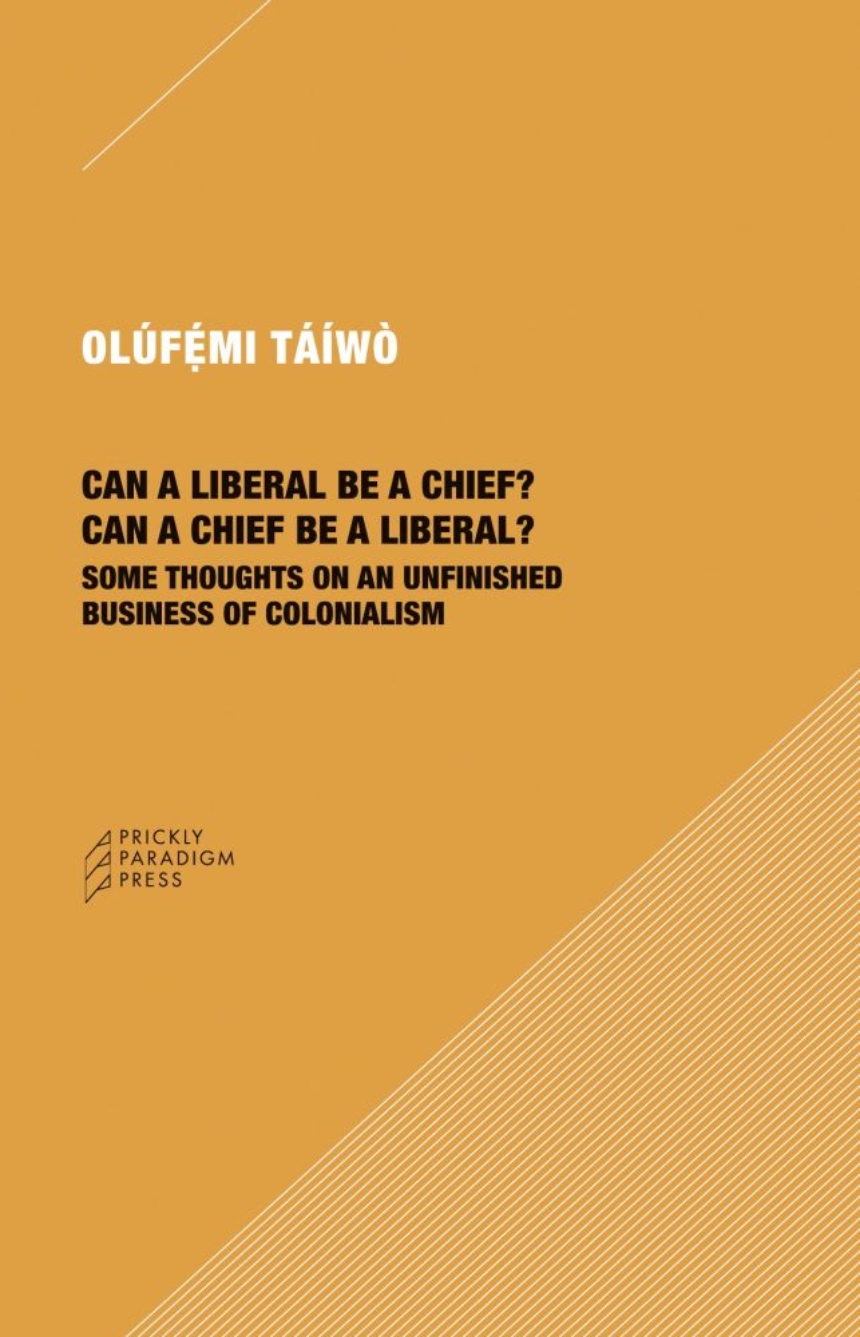 OLÚFẸ́MI TÁÍWÒ
CAN A LIBERAL BE A CHIEF?
CAN A CHIEF BE A LIBERAL?
SOME THOUGHTS ON AN UNFINISHED
BUSINESS OF COLONIALISM
PRICKLY
PARADIGM
PRESS